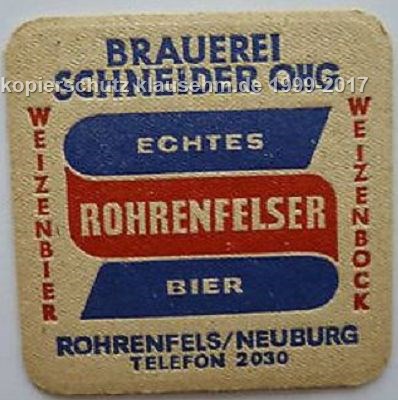 BRAUEREI
SCHNEIDER OHG
kopierschutz klausehm.de 1999-2017
WEIZENBIER
ECHTES
ROHRENFELSER
BIER
WEIZENBOCK
ROHRENFELS/NEUBURG
TELEFON 2030